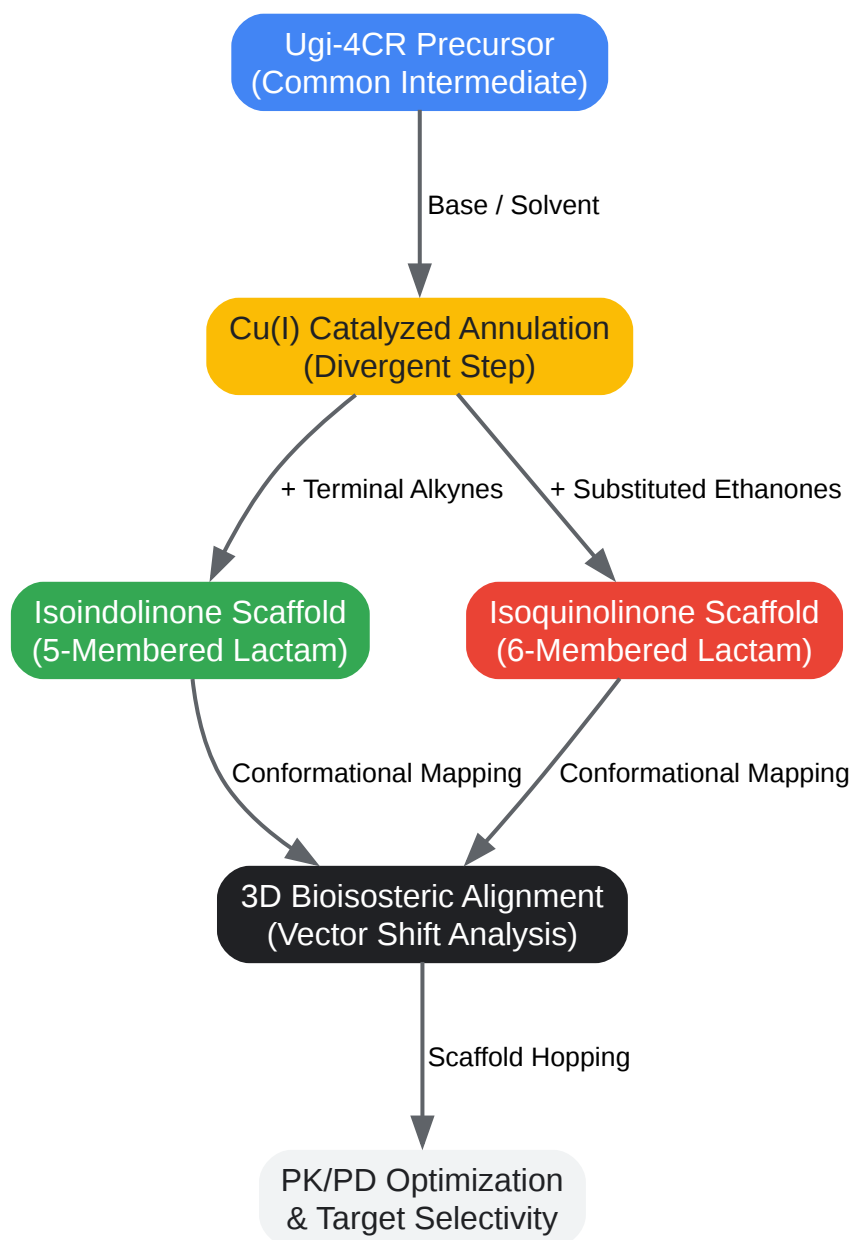 Ugi-4CR Precursor
(Common Intermediate)
Base / Solvent
Cu(I) Catalyzed Annulation
(Divergent Step)
+ Terminal Alkynes
+ Substituted Ethanones
Isoindolinone Scaffold
(5-Membered Lactam)
Isoquinolinone Scaffold
(6-Membered Lactam)
Conformational Mapping
Conformational Mapping
3D Bioisosteric Alignment
(Vector Shift Analysis)
Scaffold Hopping
PK/PD Optimization
& Target Selectivity